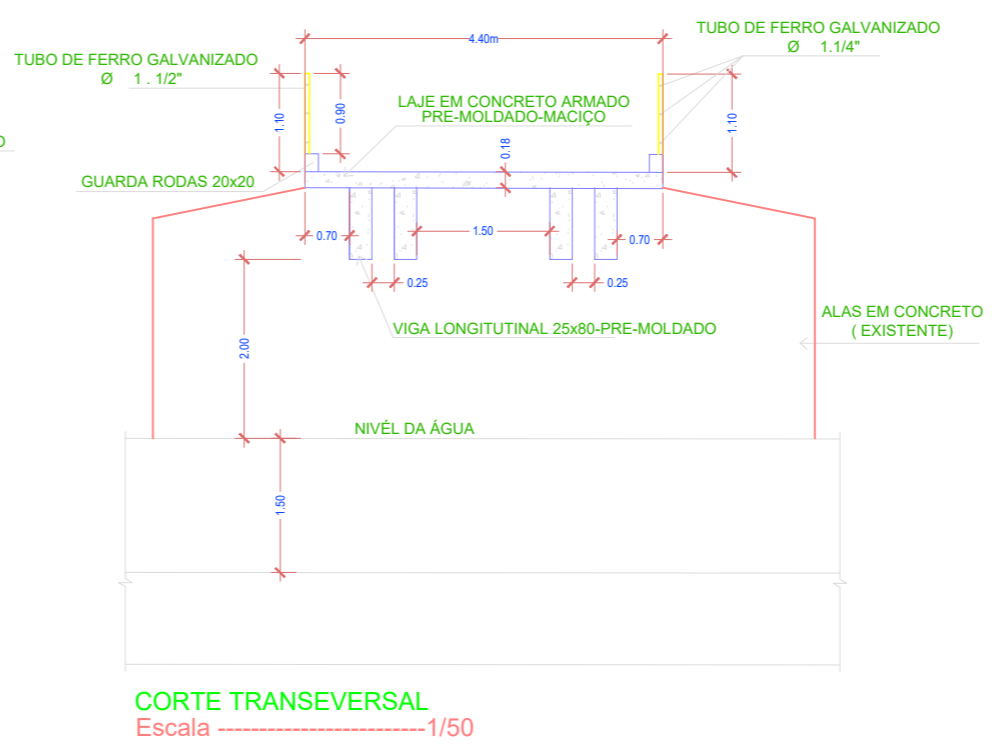 TUBO DE FERRO GALVANIZADO
Ø 1 . 1/2"
4.40m
TUBO DE FERRO GALVANIZADO
Ø 1.1/4"
O
1.10
0.90
LAJE EM CONCRETO ARMADO
PRE-MOLDADO-MACIÇO
0.18
1.10
GUARDA RODAS 20x20
0.70
1.50
0.70
0.25
0.25
VIGA LONGITUTINAL 25x80-PRE-MOLDADO
ALAS EM CONCRETO
( EXISTENTE)
2.00
NIVÉL DA ÁGUA
1.50
CORTE TRANSEVERSAL
Escala -------------------------1/50